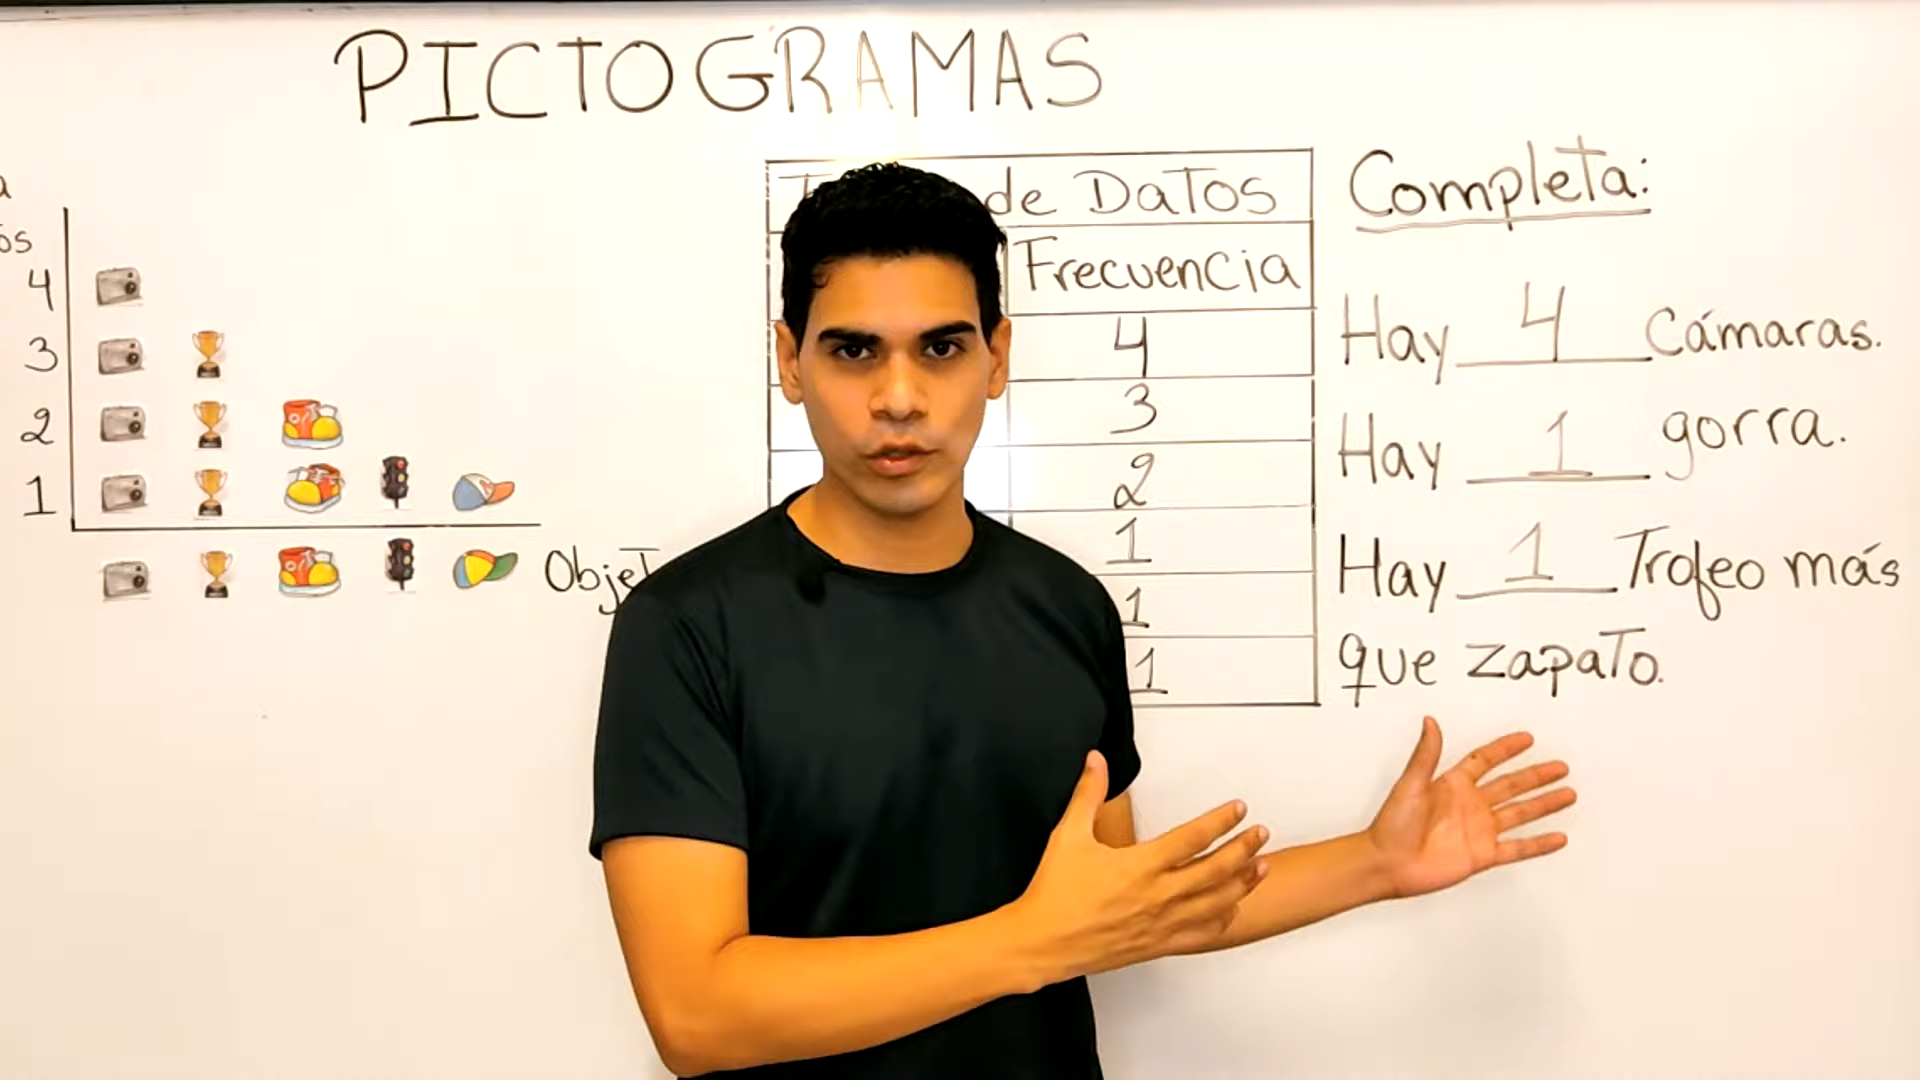 PICTOGRAMAS
4
3
2
1
de Datos
Frecuencia
4
3
2
1
1
1
Completa:
Hay 4 Cámaras.
Hay 1 gorra.
Hay 1 Trofeo más
que zapato.